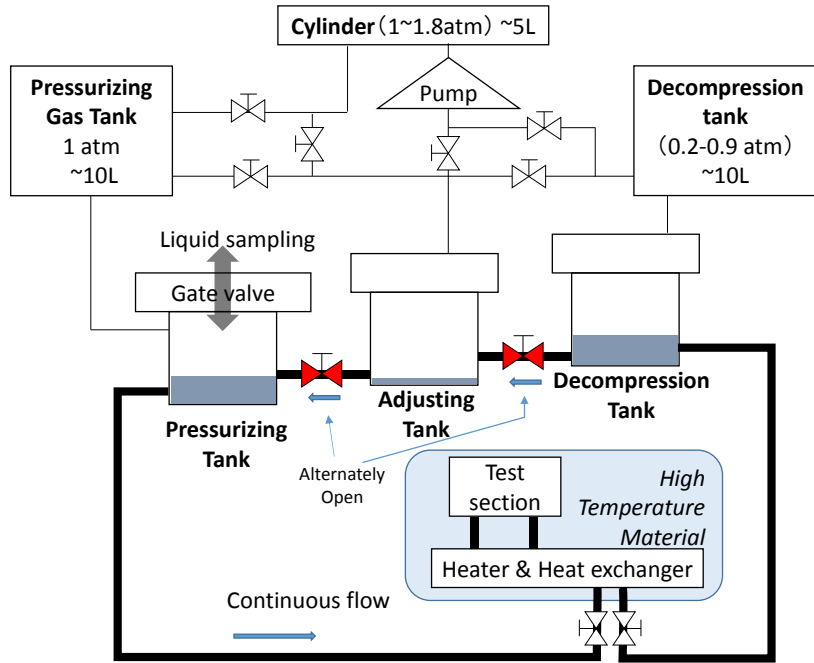 Cylinder（1~1.8atm）~5L
Pressurizing
Gas Tank
1 atm
~10L
Pump
Decompression
tank
（0.2-0.9 atm）
~10L
Liquid sampling
Gate valve
Pressurizing
Tank
Adjusting
Tank
Decompression
Tank
Alternately
Open
Test
section
High
Temperature
Material
Heater & Heat exchanger
Continuous flow